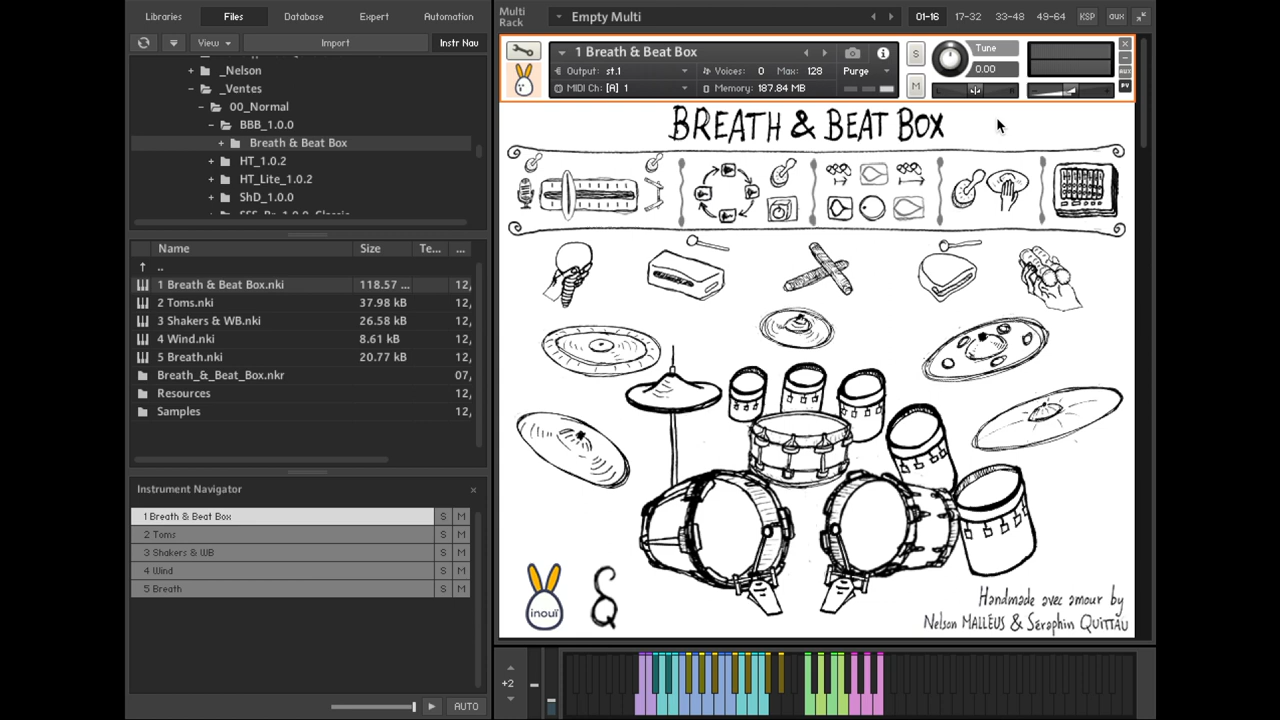 Libraries Files Database Expert Automation
View Import Instr Nav
_Nelson
_Ventes
00_Normal
BBB_1.0.0
Breath & Beat Box
HT_1.0.2
HT_Lite_1.0.2
ShD_1.0.0
Name Size Te... ...
..
1 Breath & Beat Box.nki 118.57 ... 12,
2 Toms.nki 37.98 kB 12,
3 Shakers & WB.nki 26.58 kB 12,
4 Wind.nki 8.61 kB 12,
5 Breath.nki 20.77 kB 12,
Breath_&_Beat_Box.nkr 07,
Resources 12,
Samples 12,
Instrument Navigator
1 Breath & Beat Box S M
2 Toms S M
3 Shakers & WB S M
4 Wind S M
5 Breath S M
AUTO
Multi
Rack
Empty Multi 01-16 17-32 33-48 49-64 KSP aux
1 Breath & Beat Box
Output: st.1 Voices: 0 Max: 128 Purge
MIDI Ch: [A] 1 Memory: 187.84 MB
S
M
Tune
0.00
L R
AUX
PV
BREATH & BEAT BOX
inouï
Handmade avec amour by
Nelson MALLÉUS & Séraphin QUITTAU
+2